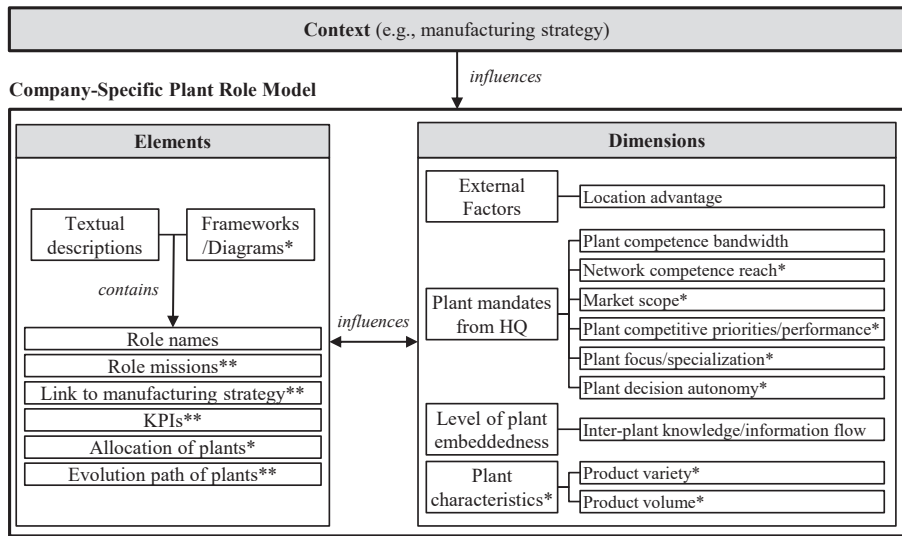 Context (e.g., manufacturing strategy)
influences
Company-Specific Plant Role Model
Elements
Textual
descriptions
Frameworks
/Diagrams*
contains
Role names
Role missions**
Link to manufacturing strategy**
KPIs**
Allocation of plants*
Evolution path of plants**
influences
Dimensions
External
Factors
Location advantage
Plant mandates
from HQ
Plant competence bandwidth
Network competence reach*
Market scope*
Plant competitive priorities/performance*
Plant focus/specialization*
Plant decision autonomy*
Level of plant
embeddedness
Inter-plant knowledge/information flow
Plant
characteristics*
Product variety*
Product volume*